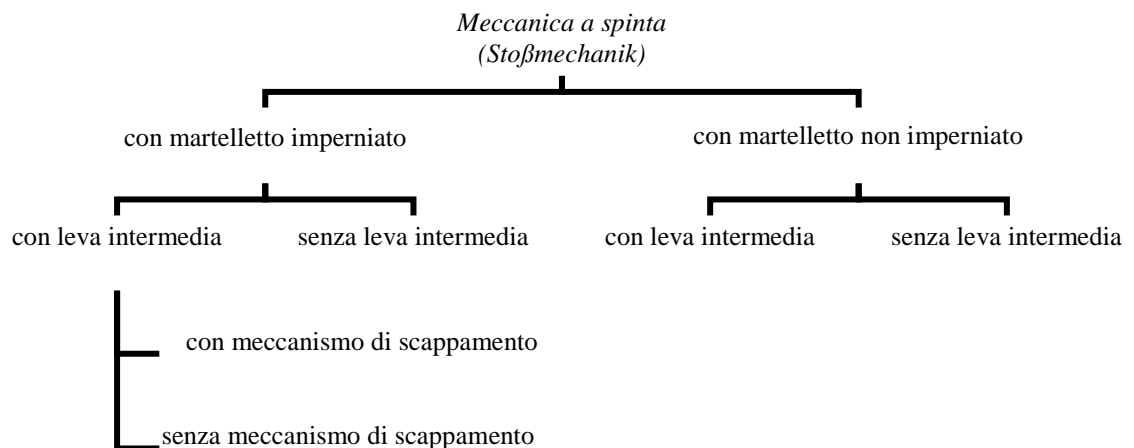 Meccanica a spinta
(Stoßmechanik)
con martelletto imperniato
con martelletto non imperniato
con leva intermedia
senza leva intermedia
con leva intermedia
senza leva intermedia
con meccanismo di scappamento
senza meccanismo di scappamento